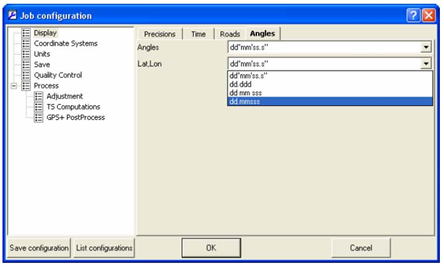 Job configuration
Display
Coordinate Systems
Units
Save
Quality Control
Process
Adjustment
TS Computations
GPS+ PostProcess
Precisions Time Roads Angles
Angles dd°mm'ss.s"
Lat,Lon dd°mm'ss.s"
dd°mm'ss.s"
dd.ddd
dd mm sss
dd.mmsss
Save configuration List configurations OK Cancel